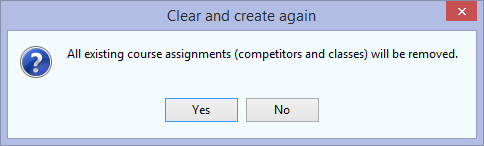 Clear and create again
All existing course assignments (competitors and classes) will be removed.
Yes
No